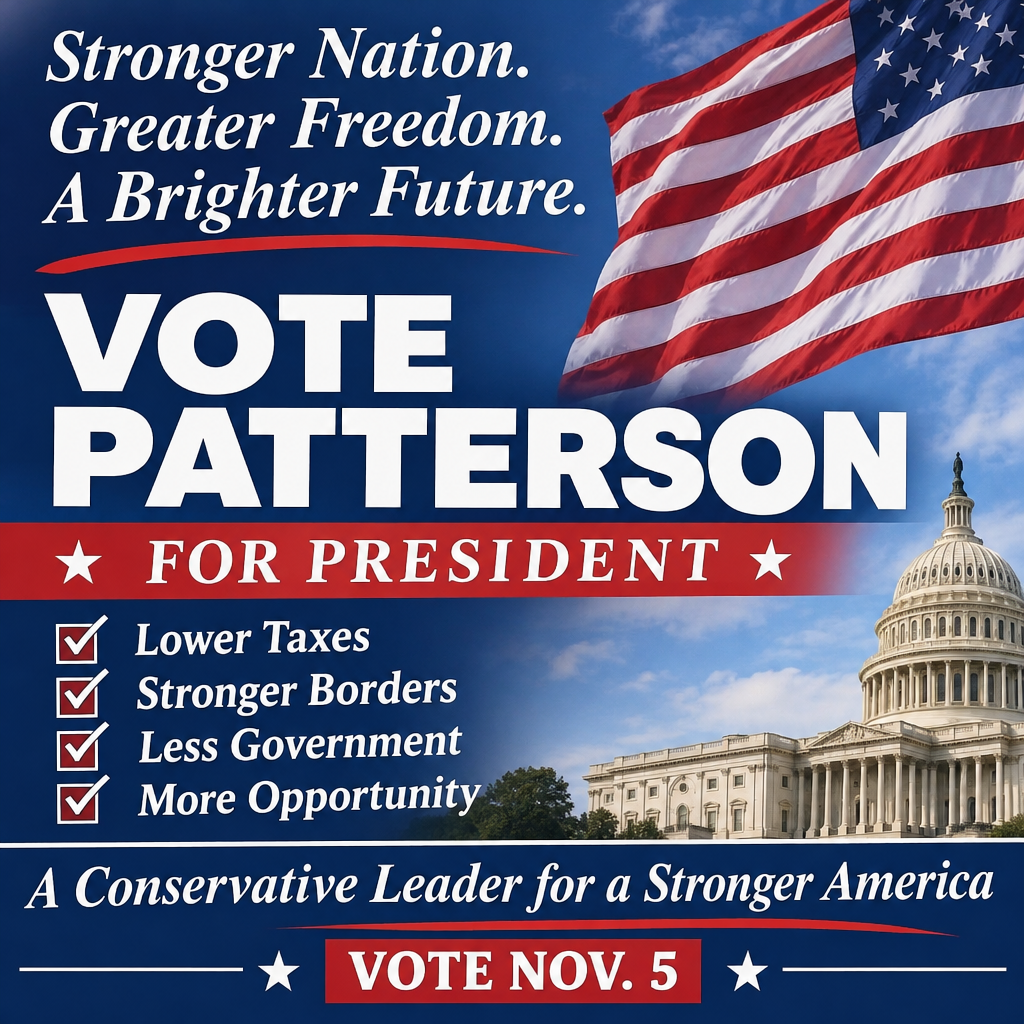 Stronger Nation.
Greater Freedom.
A Brighter Future.
VOTE
PATTERSON
FOR PRESIDENT
Lower Taxes
Stronger Borders
Less Government
More Opportunity
A Conservative Leader for a Stronger America
VOTE NOV. 5